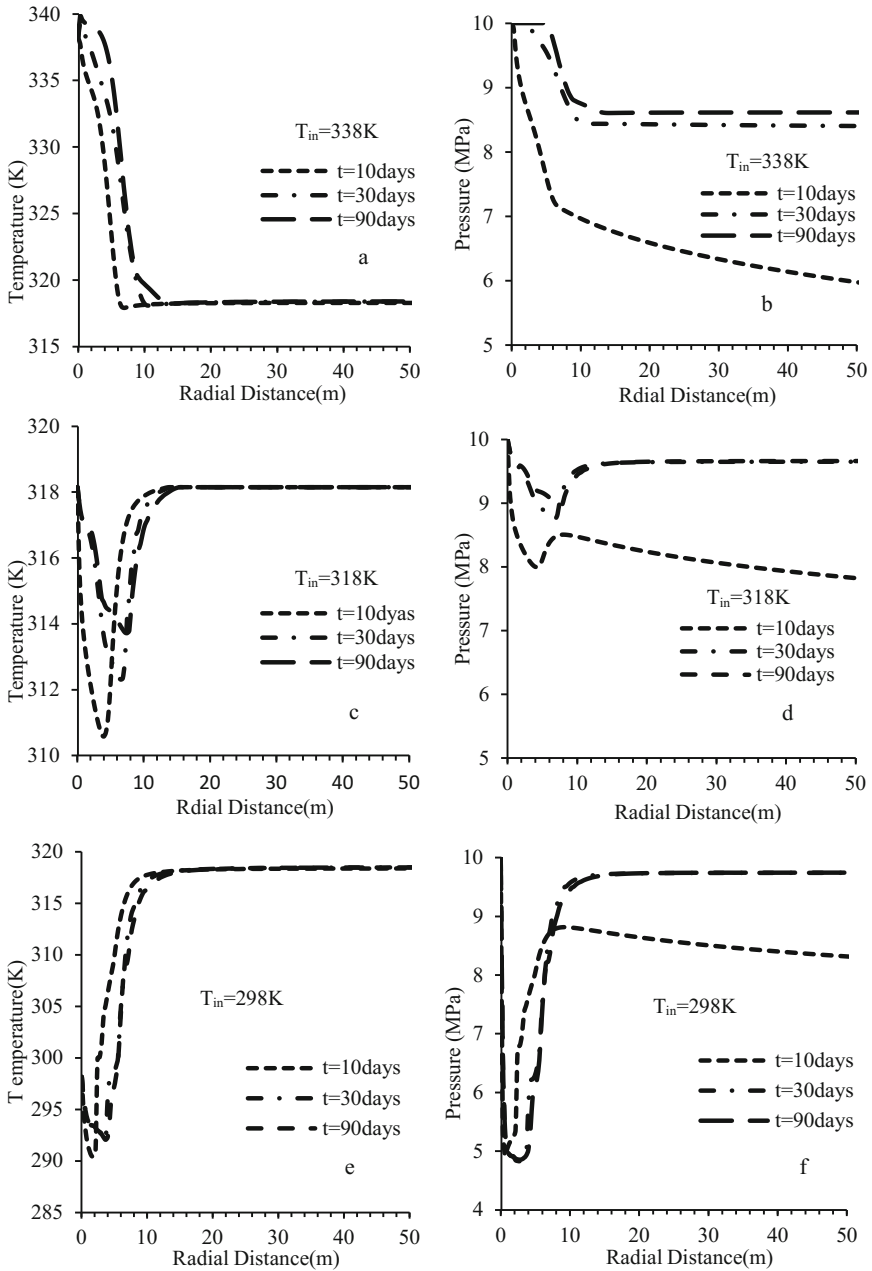 340
335
330
325
320
315
Temperature (K)
T_in=338K
t=10days
t=30days
t=90days
a
0 10 20 30 40 50
Radial Distance(m)
10
9
8
7
6
5
Pressure (MPa)
T_in=338K
t=10days
t=30days
t=90days
b
0 10 20 30 40 50
Rdial Distance(m)
320
318
316
314
312
310
Temperature (K)
T_in=318K
t=10dyas
t=30days
t=90days
c
0 10 20 30 40 50
Rdial Distance(m)
10
9
8
7
6
5
Pressure (MPa)
T_in=318K
t=10days
t=30days
t=90days
d
0 10 20 30 40 50
Radial Distance(m)
320
315
310
305
300
295
290
285
T emperature(K)
T_in=298K
t=10days
t=30days
t=90days
e
0 10 20 30 40 50
Radial Distance(m)
10
9
8
7
6
5
4
Pressure (MPa)
T_in=298K
t=10days
t=30days
t=90days
f
0 10 20 30 40 50
Radial Distance(m)